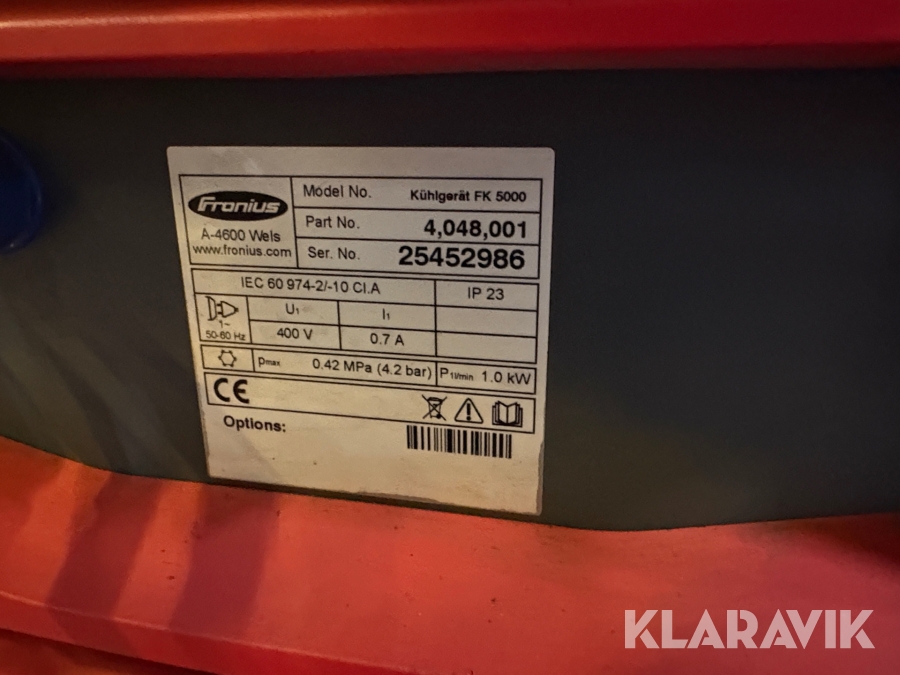 Fronius
A-4600 Wels
www.fronius.com
Model No. Kühlgerät FK 5000
Part No. 4,048,001
Ser. No. 25452986
IEC 60 974-2/-10 Cl.A IP 23
U1 I1
1~
50-60 Hz 400 V 0.7 A
pmax 0.42 MPa (4.2 bar) P1l/min 1.0 kW
CE
Options:
KLARAVIK